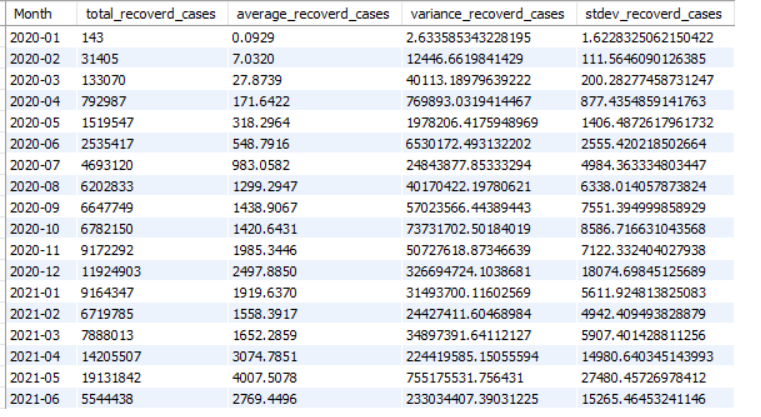 Month total_recoverd_cases average_recoverd_cases variance_recoverd_cases stdev_recoverd_cases
2020-01 143 0.0929 2.633585343228195 1.6228325062150422
2020-02 31405 7.0320 12446.6619841429 111.5646090126385
2020-03 133070 27.8739 40113.18979639222 200.28277458731247
2020-04 792987 171.6422 769893.0319414467 877.4354859141763
2020-05 1519547 318.2964 1978206.4175948969 1406.4872617961732
2020-06 2535417 548.7916 6530172.493132202 2555.420218502664
2020-07 4693120 983.0582 24843877.85333294 4984.363334803447
2020-08 6202833 1299.2947 40170422.19780621 6338.014057873824
2020-09 6647749 1438.9067 57023566.44389443 7551.394999858929
2020-10 6782150 1420.6431 73731702.50184019 8586.716631043568
2020-11 9172292 1985.3446 50727618.87346639 7122.332404027938
2020-12 11924903 2497.8850 326694724.1038681 18074.69845125689
2021-01 9164347 1919.6370 31493700.11602569 5611.924813825083
2021-02 6719785 1558.3917 24427411.60468984 4942.409493828879
2021-03 7888013 1652.2859 34897391.64112127 5907.401428811256
2021-04 14205507 3074.7851 224419585.15055594 14980.640345143993
2021-05 19131842 4007.5078 755175531.756431 27480.45726978412
2021-06 5544438 2769.4496 233034407.39031225 15265.46453241146